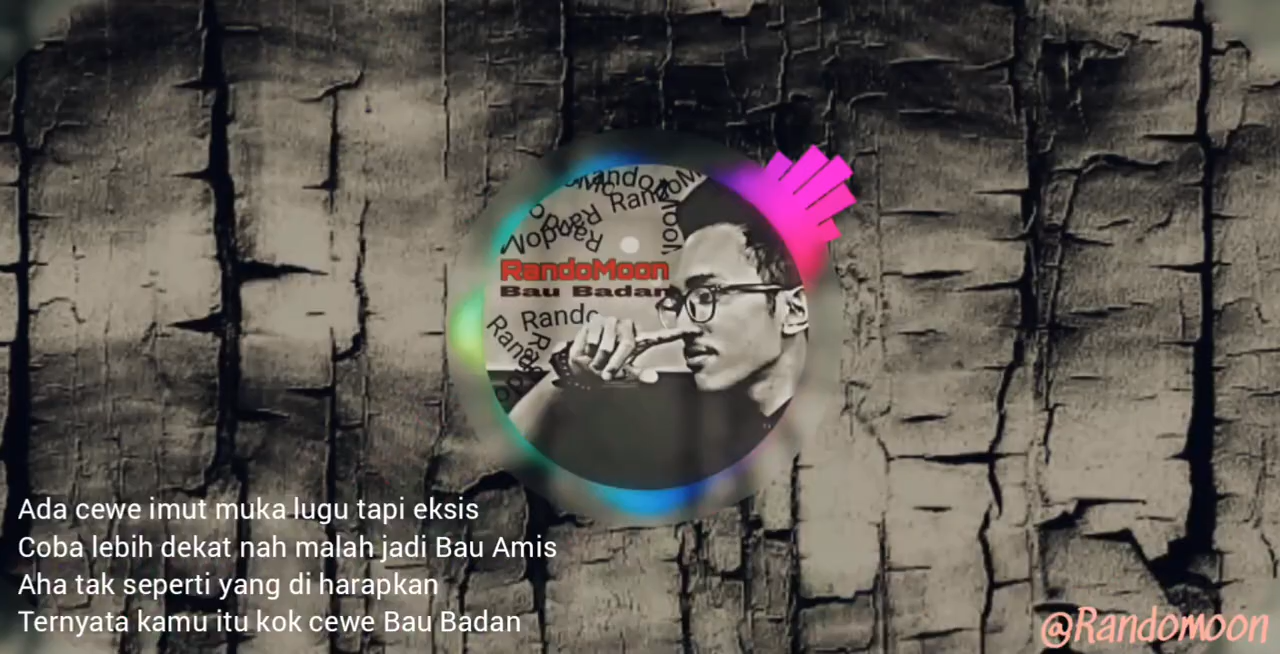 RandoMoon
Bau Badan
Rando
Ada cewe imut muka lugu tapi eksis
Coba lebih dekat nah malah jadi Bau Amis
Aha tak seperti yang di harapkan
Ternyata kamu itu kok cewe Bau Badan
@Randomoon